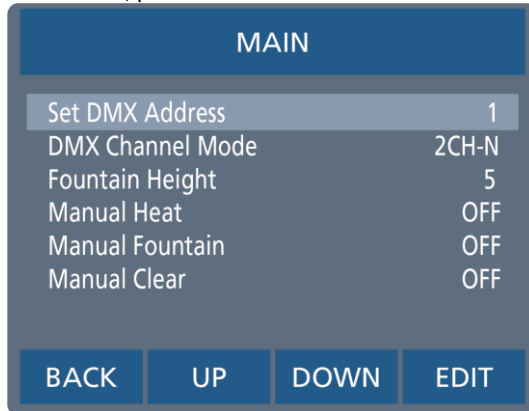 MAIN
Set DMX Address 1
DMX Channel Mode 2CH-N
Fountain Height 5
Manual Heat OFF
Manual Fountain OFF
Manual Clear OFF
BACK UP DOWN EDIT